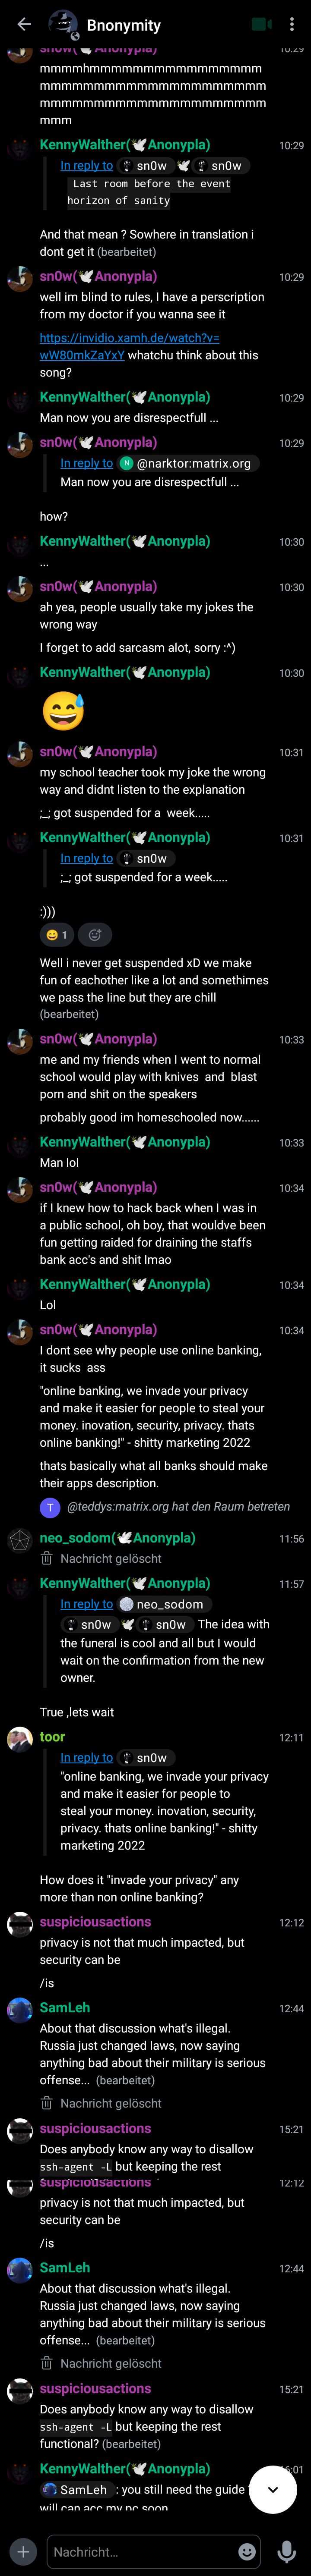 Bnonymity
sn0w(🕊Anonypla) 10:29
mmmmhmmmmmmmmmmmmmmmmm
mmmmmmmmmmmmmmmmmmmmmm
mmmmmmmmmmmmmmmmmmmmmm
mmm
KennyWalther(🕊Anonypla) 10:29
In reply to sn0w 🕊 sn0w
Last room before the event
horizon of sanity
And that mean ? Sowhere in translation i
dont get it (bearbeitet)
sn0w(🕊Anonypla) 10:29
well im blind to rules, I have a perscription
from my doctor if you wanna see it
https://invidio.xamh.de/watch?v=
wW80mkZaYxY whatchu think about this
song?
KennyWalther(🕊Anonypla) 10:29
Man now you are disrespectfull ...
sn0w(🕊Anonypla) 10:29
In reply to N @narktor:matrix.org
Man now you are disrespectfull ...
how?
KennyWalther(🕊Anonypla) 10:30
...
sn0w(🕊Anonypla) 10:30
ah yea, people usually take my jokes the
wrong way
I forget to add sarcasm alot, sorry :^)
KennyWalther(🕊Anonypla) 10:30
😅
sn0w(🕊Anonypla) 10:31
my school teacher took my joke the wrong
way and didnt listen to the explanation
;_; got suspended for a week.....
KennyWalther(🕊Anonypla) 10:31
In reply to sn0w
;_; got suspended for a week.....
:)))
😄 1
Well i never get suspended xD we make
fun of eachother like a lot and somethimes
we pass the line but they are chill
(bearbeitet)
sn0w(🕊Anonypla) 10:33
me and my friends when I went to normal
school would play with knives and blast
porn and shit on the speakers
probably good im homeschooled now......
KennyWalther(🕊Anonypla) 10:33
Man lol
sn0w(🕊Anonypla) 10:34
if I knew how to hack back when I was in
a public school, oh boy, that wouldve been
fun getting raided for draining the staffs
bank acc's and shit lmao
KennyWalther(🕊Anonypla) 10:34
Lol
sn0w(🕊Anonypla) 10:34
I dont see why people use online banking,
it sucks ass
"online banking, we invade your privacy
and make it easier for people to steal your
money. inovation, security, privacy. thats
online banking!" - shitty marketing 2022
thats basically what all banks should make
their apps description.
T @teddys:matrix.org hat den Raum betreten
neo_sodom(🕊Anonypla) 11:56
Nachricht gelöscht
KennyWalther(🕊Anonypla) 11:57
In reply to neo_sodom
sn0w 🕊 sn0w The idea with
the funeral is cool and all but I would
wait on the confirmation from the new
owner.
True ,lets wait
toor 12:11
In reply to sn0w
"online banking, we invade your privacy
and make it easier for people to
steal your money. inovation, security,
privacy. thats online banking!" - shitty
marketing 2022
How does it "invade your privacy" any
more than non online banking?
suspiciousactions 12:12
privacy is not that much impacted, but
security can be
/is
SamLeh 12:44
About that discussion what's illegal.
Russia just changed laws, now saying
anything bad about their military is serious
offense... (bearbeitet)
Nachricht gelöscht
suspiciousactions 15:21
Does anybody know any way to disallow
ssh-agent -L but keeping the rest
suspiciousactions 12:12
privacy is not that much impacted, but
security can be
/is
SamLeh 12:44
About that discussion what's illegal.
Russia just changed laws, now saying
anything bad about their military is serious
offense... (bearbeitet)
Nachricht gelöscht
suspiciousactions 15:21
Does anybody know any way to disallow
ssh-agent -L but keeping the rest
functional? (bearbeitet)
KennyWalther(🕊Anonypla) :01
SamLeh : you still need the guide
will can acc my pc soon
Nachricht…